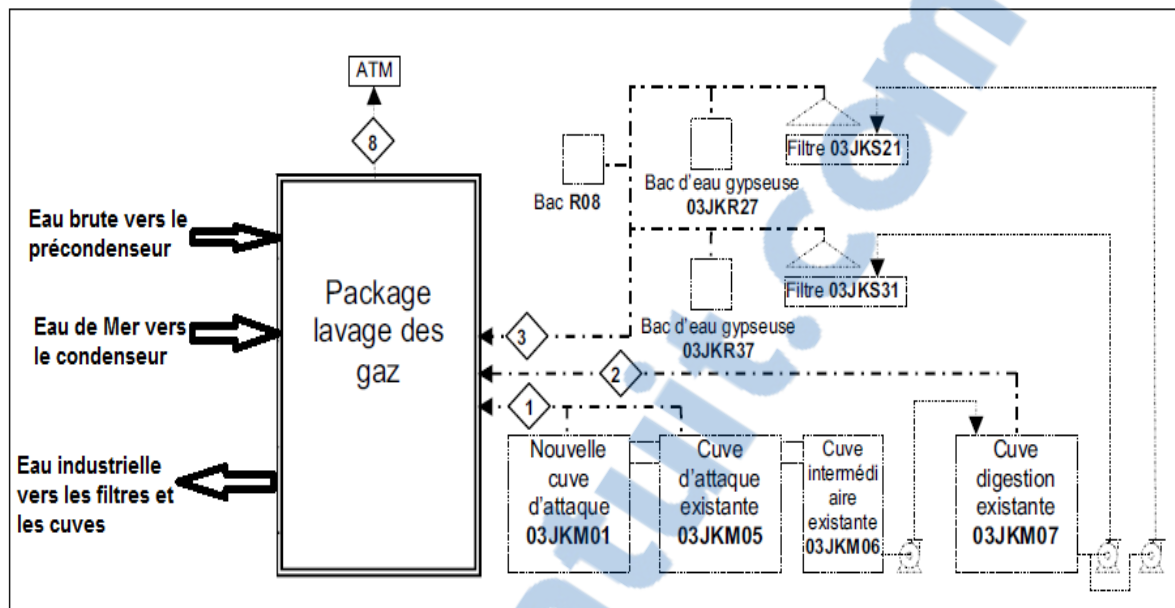 ATM
8
Eau brute vers le
précondenseur
Eau de Mer vers
le condenseur
Eau industrielle
vers les filtres et
les cuves
Package
lavage des
gaz
Bac R08
Bac d'eau gypseuse
03JKR27
Filtre 03JKS21
Bac d'eau gypseuse
03JKR37
Filtre 03JKS31
3
2
1
Nouvelle
cuve
d'attaque
03JKM01
Cuve
d'attaque
existante
03JKM05
Cuve
intermédi
aire
existante
03JKM06
Cuve
digestion
existante
03JKM07
tuit.com